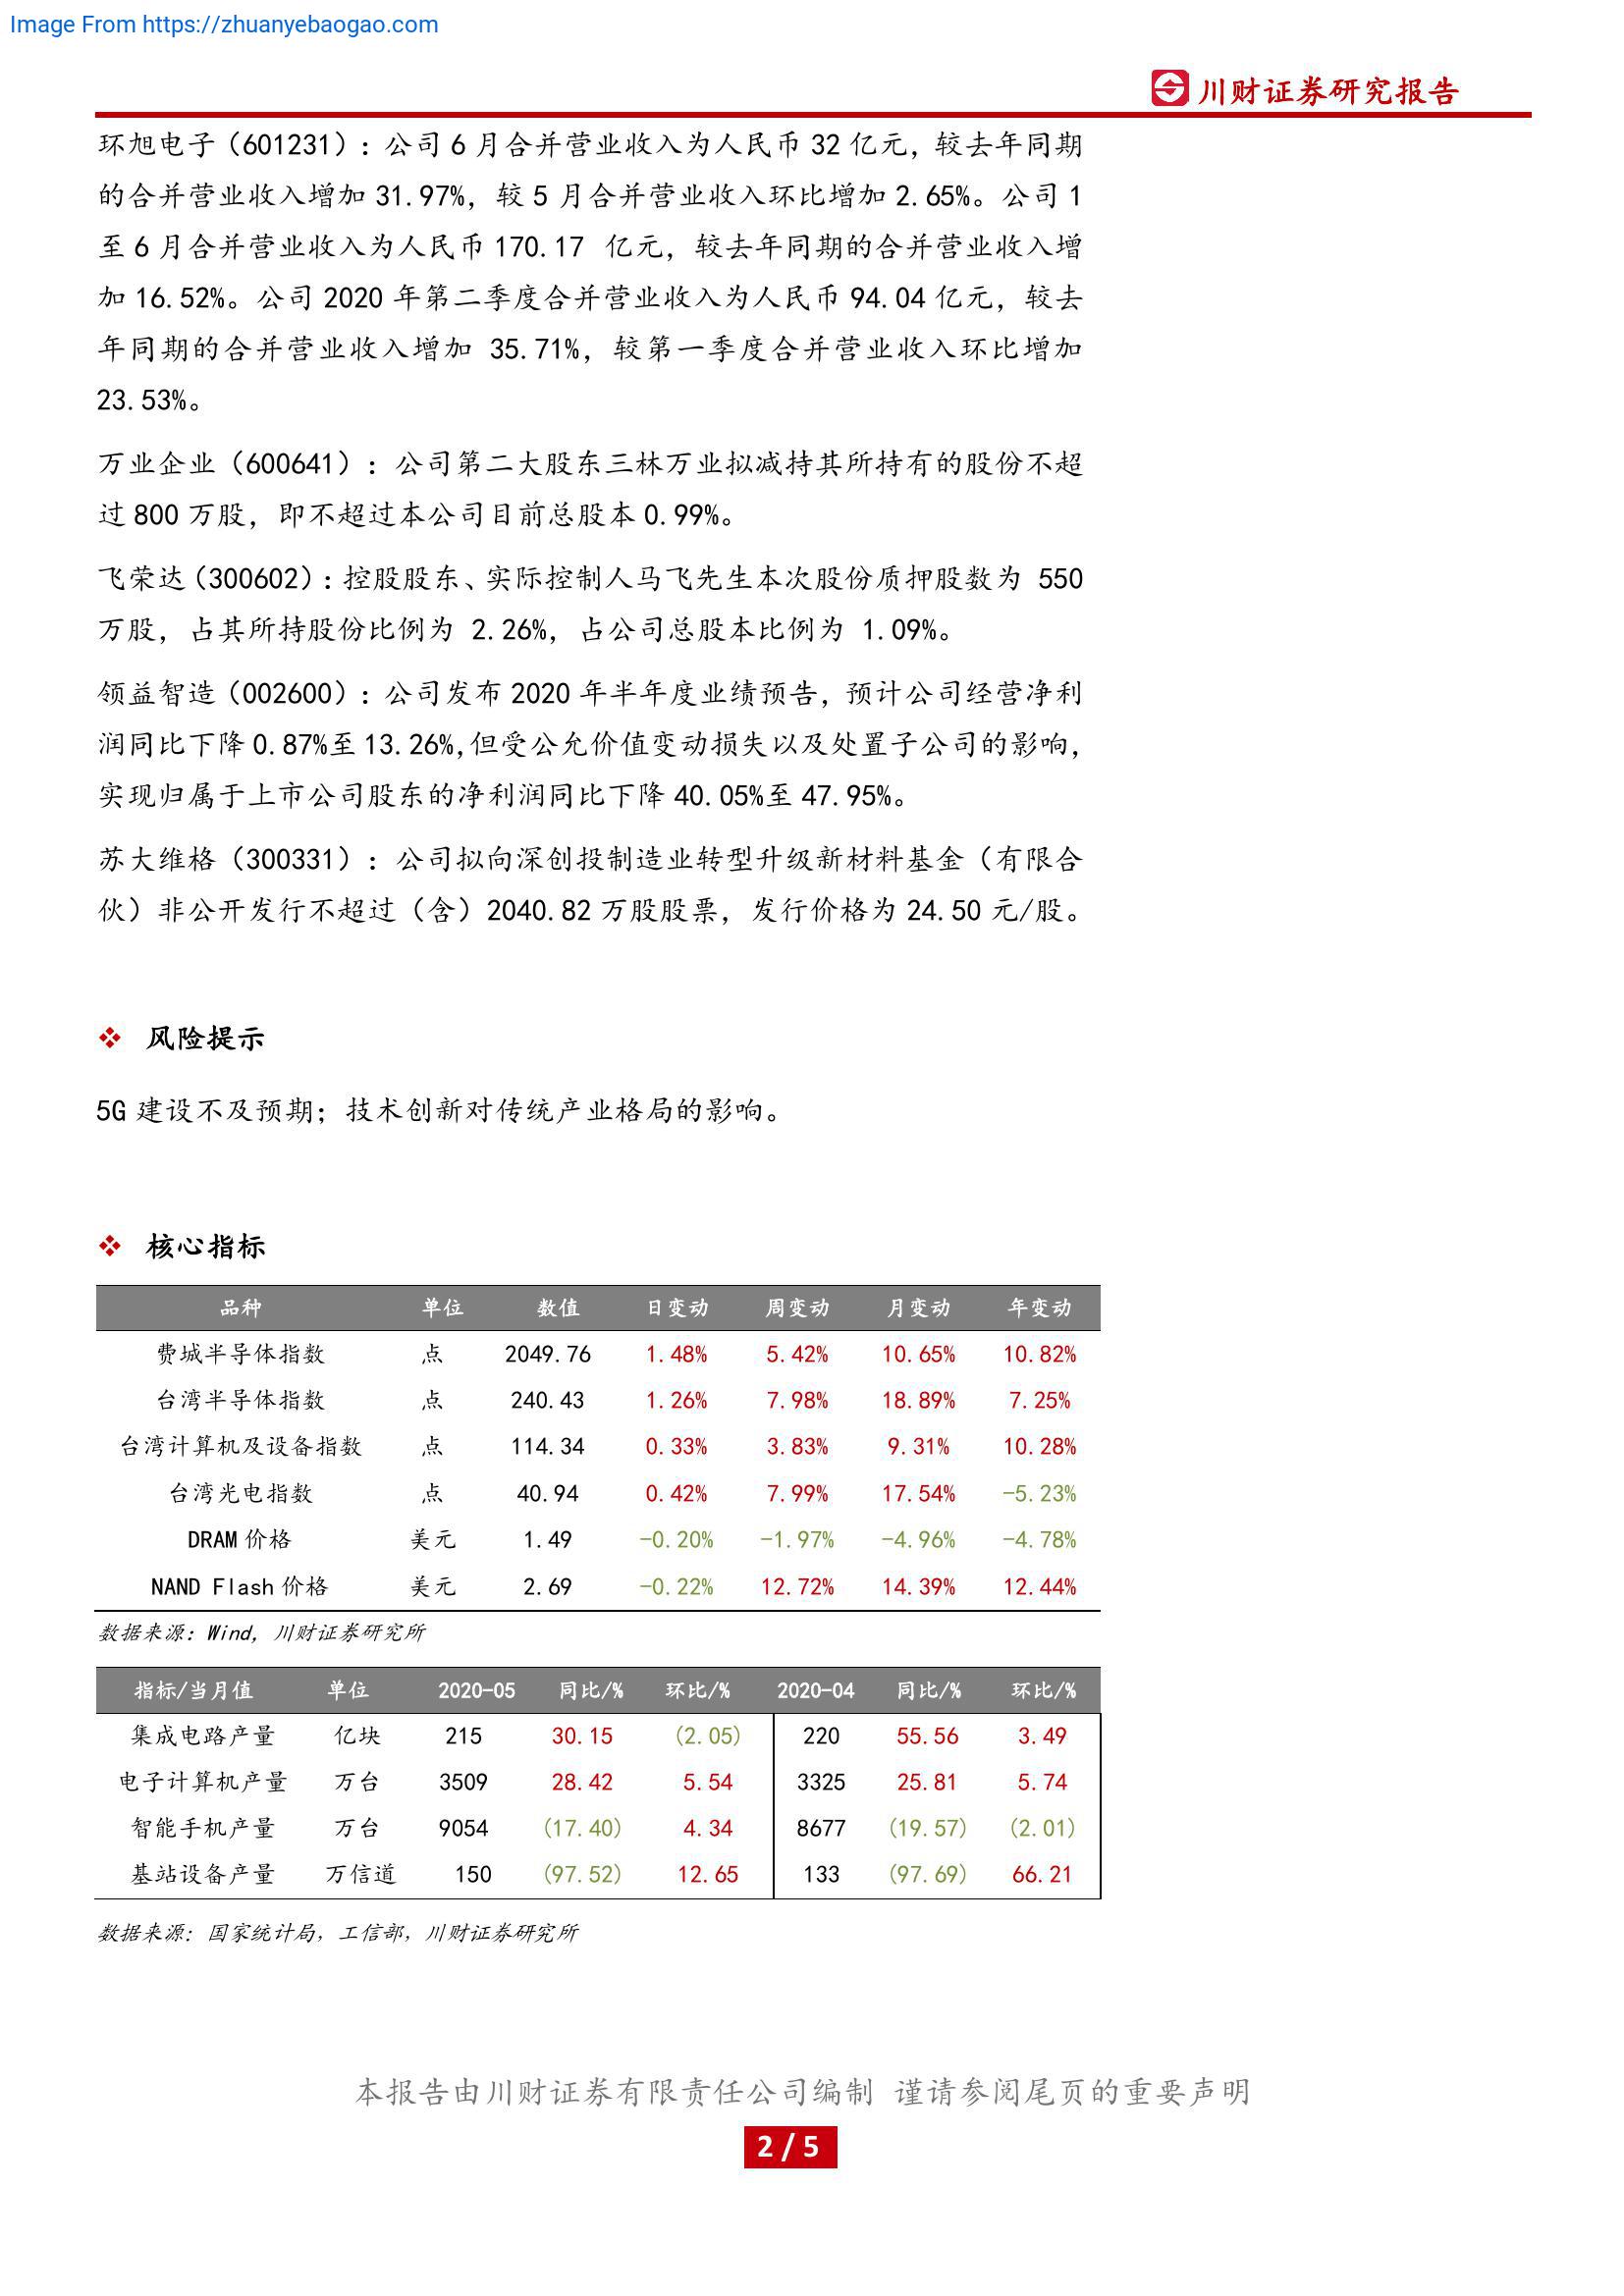 Image From https://zhuanyebaogao.com
川财证券研究报告
环旭电子（601231）：公司 6 月合并营业收入为人民币 32 亿元，较去年同期
的合并营业收入增加 31.97%，较 5 月合并营业收入环比增加 2.65%。公司 1
至 6 月合并营业收入为人民币 170.17 亿元，较去年同期的合并营业收入增
加 16.52%。公司 2020 年第二季度合并营业收入为人民币 94.04 亿元，较去
年同期的合并营业收入增加 35.71%，较第一季度合并营业收入环比增加
23.53%。
万业企业（600641）：公司第二大股东三林万业拟减持其所持有的股份不超
过 800 万股，即不超过本公司目前总股本 0.99%。
飞荣达（300602）：控股股东、实际控制人马飞先生本次股份质押股数为 550
万股，占其所持股份比例为 2.26%，占公司总股本比例为 1.09%。
领益智造（002600）：公司发布 2020 年半年度业绩预告，预计公司经营净利
润同比下降 0.87%至 13.26%,但受公允价值变动损失以及处置子公司的影响，
实现归属于上市公司股东的净利润同比下降 40.05%至 47.95%。
苏大维格（300331）：公司拟向深创投制造业转型升级新材料基金（有限合
伙）非公开发行不超过（含）2040.82 万股股票，发行价格为 24.50 元/股。
❖ 风险提示
5G 建设不及预期；技术创新对传统产业格局的影响。
❖ 核心指标
品种 单位 数值 日变动 周变动 月变动 年变动
费城半导体指数 点 2049.76 1.48% 5.42% 10.65% 10.82%
台湾半导体指数 点 240.43 1.26% 7.98% 18.89% 7.25%
台湾计算机及设备指数 点 114.34 0.33% 3.83% 9.31% 10.28%
台湾光电指数 点 40.94 0.42% 7.99% 17.54% -5.23%
DRAM 价格 美元 1.49 -0.20% -1.97% -4.96% -4.78%
NAND Flash 价格 美元 2.69 -0.22% 12.72% 14.39% 12.44%
数据来源：Wind，川财证券研究所
指标/当月值 单位 2020-05 同比/% 环比/% 2020-04 同比/% 环比/%
集成电路产量 亿块 215 30.15 (2.05) 220 55.56 3.49
电子计算机产量 万台 3509 28.42 5.54 3325 25.81 5.74
智能手机产量 万台 9054 (17.40) 4.34 8677 (19.57) (2.01)
基站设备产量 万信道 150 (97.52) 12.65 133 (97.69) 66.21
数据来源：国家统计局，工信部，川财证券研究所
本报告由川财证券有限责任公司编制 谨请参阅尾页的重要声明
2 / 5